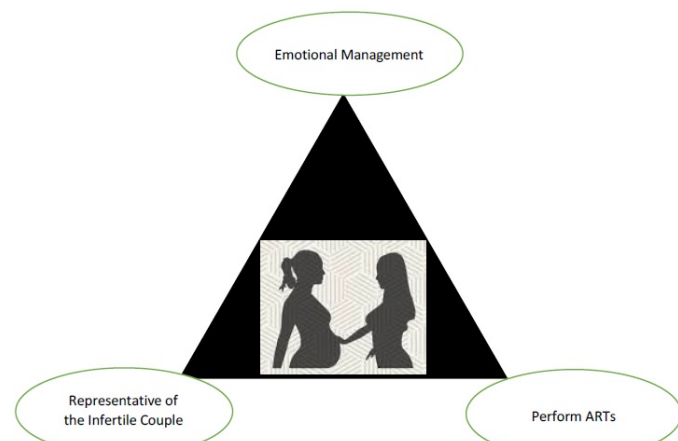 Emotional Management
Representative of
the Infertile Couple
Perform ARTs